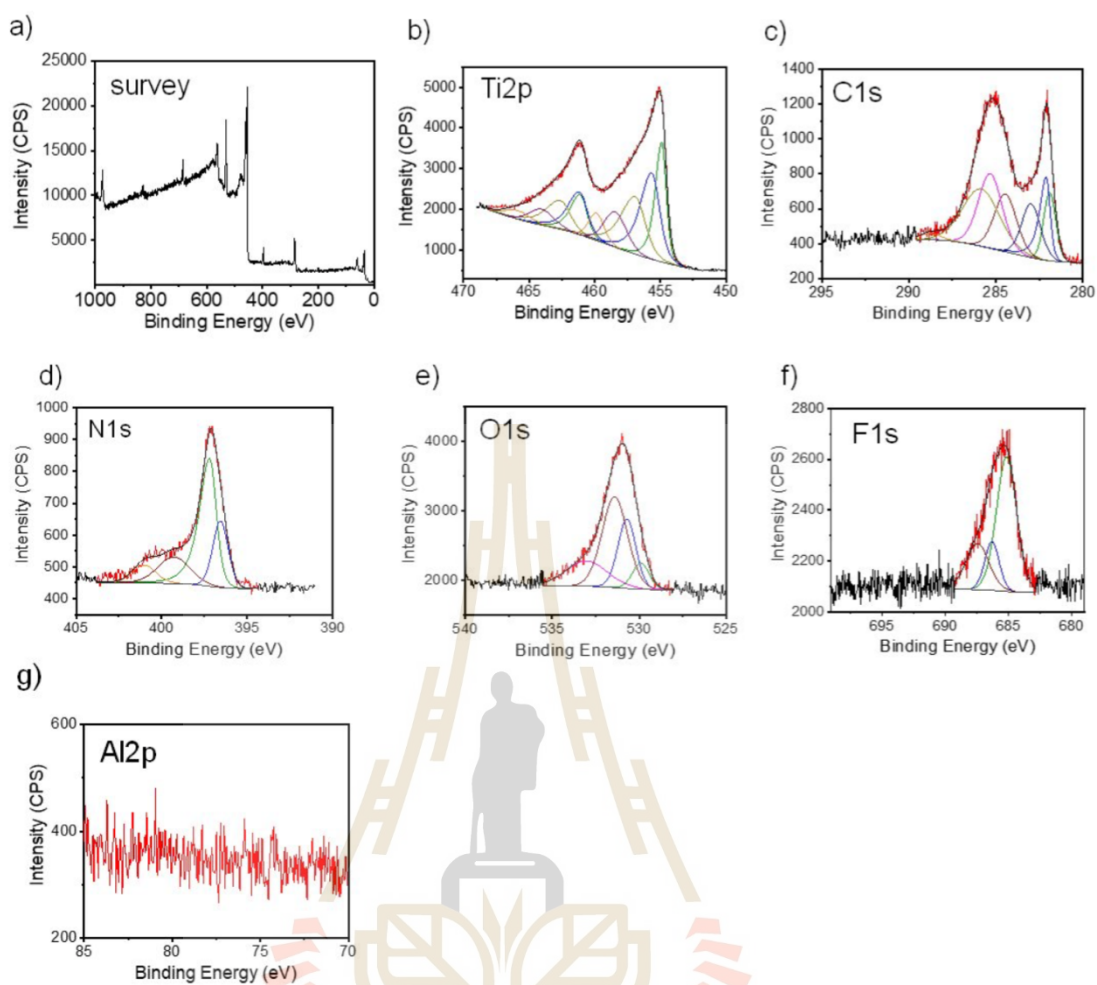 a)
survey
25000
20000
15000
10000
5000
1000 800 600 400 200 0
Intensity (CPS)
Binding Energy (eV)
b)
Ti2p
5000
4000
3000
2000
1000
470 465 460 455 450
Intensity (CPS)
Binding Energy (eV)
c)
C1s
1400
1200
1000
800
600
400
200
295 290 285 280
Intensity (CPS)
Binding Energy (eV)
d)
N1s
1000
900
800
700
600
500
400
405 400 395 390
Intensity (CPS)
Binding Energy (eV)
e)
O1s
4000
3000
2000
540 535 530 525
Intensity (CPS)
Binding Energy (eV)
f)
F1s
2800
2600
2400
2200
2000
695 690 685 680
Intensity (CPS)
Binding Energy (eV)
g)
Al2p
600
400
200
85 80 75 70
Intensity (CPS)
Binding Energy (eV)